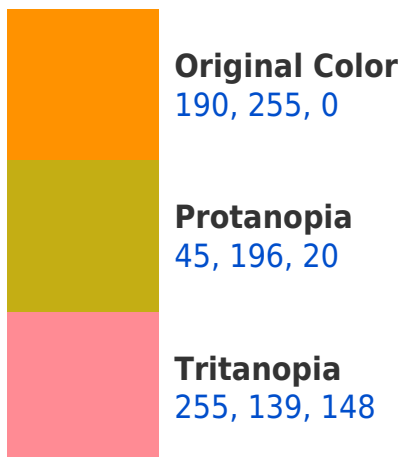 Original Color
190, 255, 0
Protanopia
45, 196, 20
Tritanopia
255, 139, 148